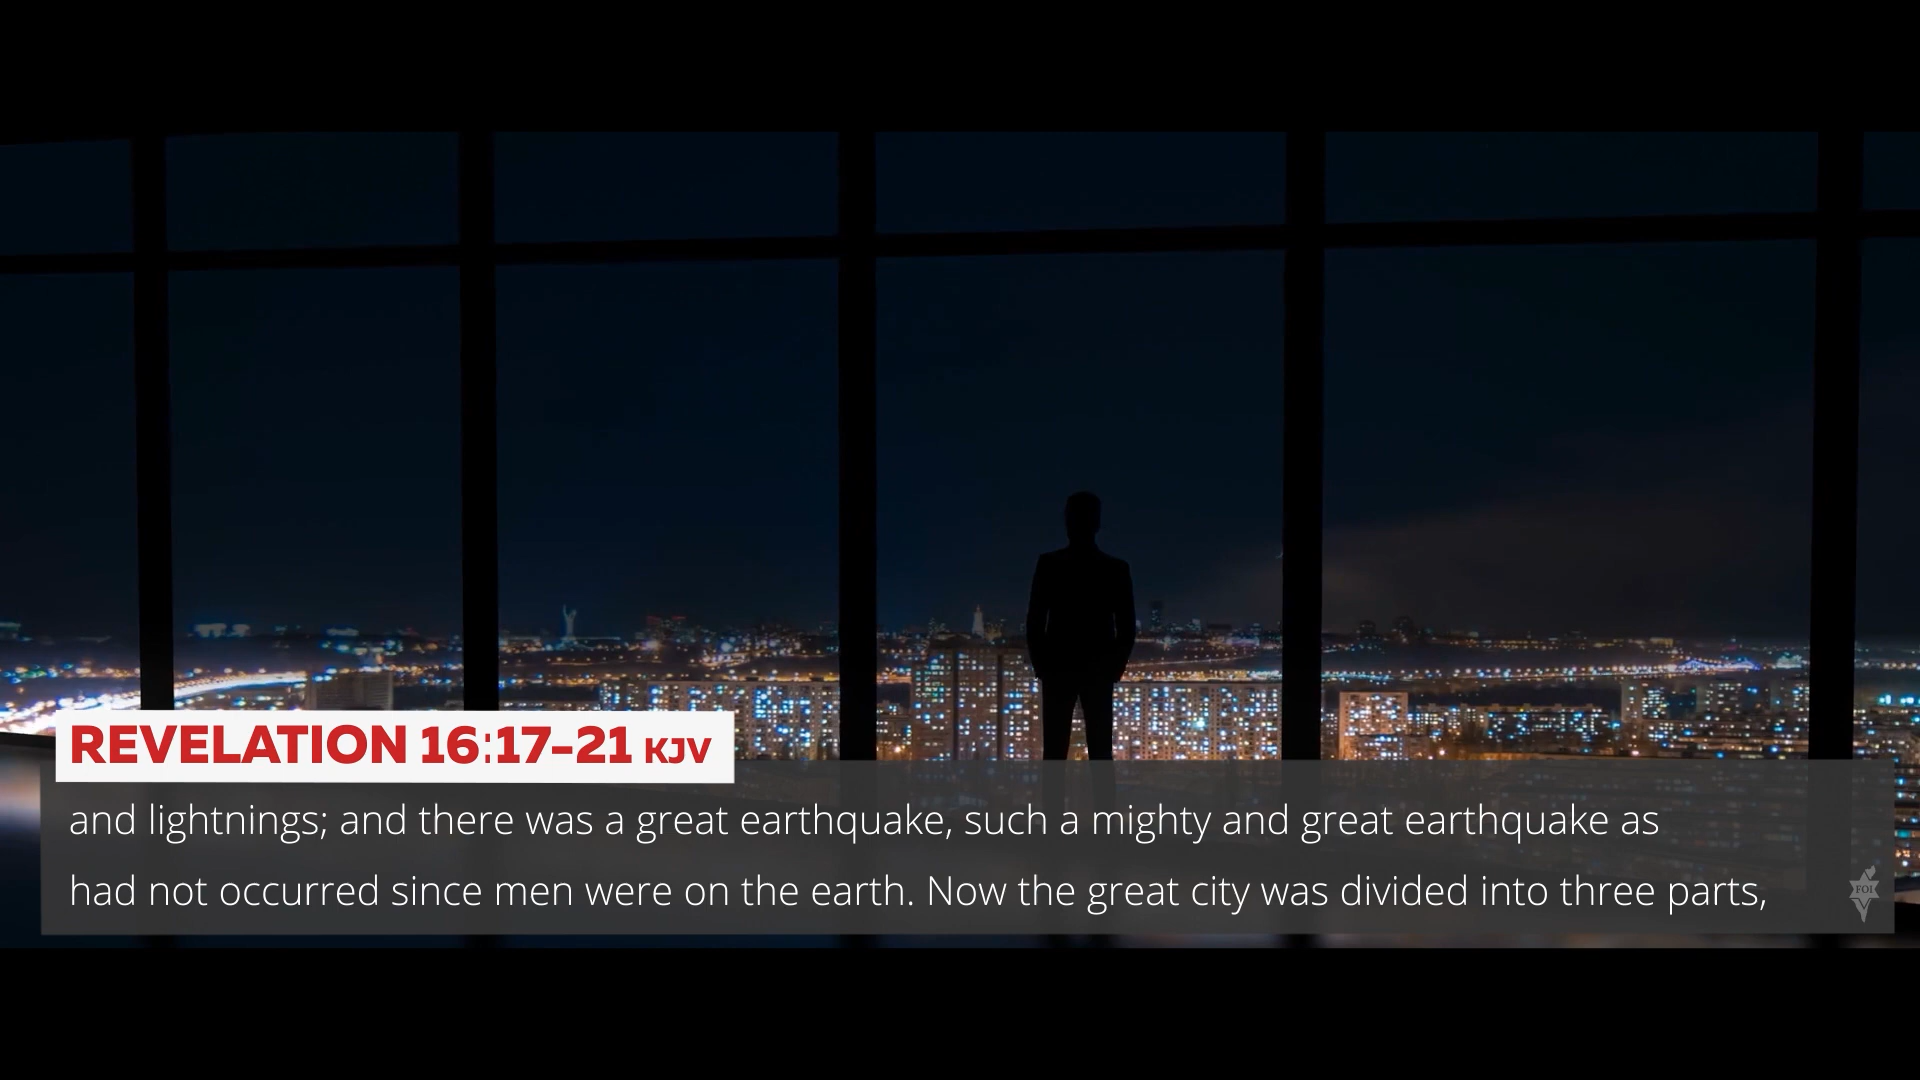 REVELATION 16:17-21 KJV
and lightnings; and there was a great earthquake, such a mighty and great earthquake as
had not occurred since men were on the earth. Now the great city was divided into three parts,
FOI